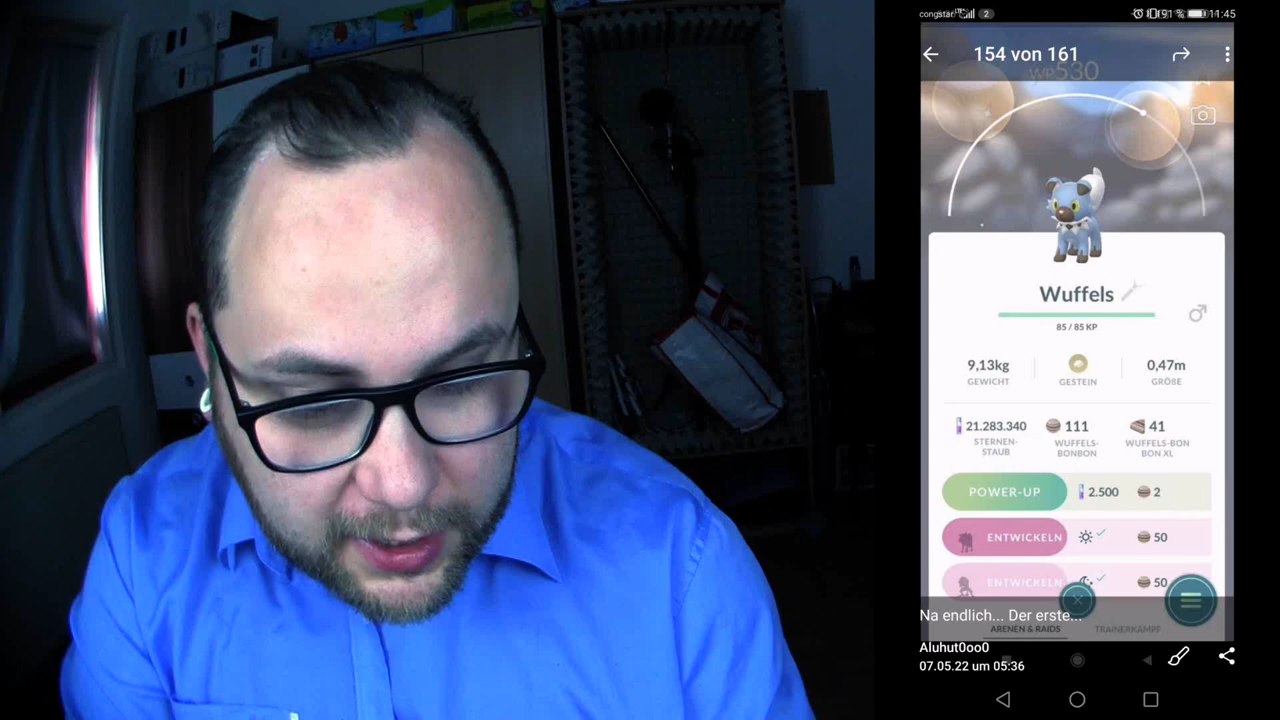 congstar 2 91 % 11:45
154 von 161
WP530
Wuffels
85 / 85 KP
9,13kg 0,47m
GEWICHT GESTEIN GRÖßE
21.283.340 111 41
STERNEN-
STAUB
WUFFELS-
BONBON
WUFFELS-BON
BON XL
POWER-UP 2.500 2
ENTWICKELN 50
ENTWICKELN 50
Na endlich... Der erste...
ARENEN & RAIDS TRAINERKÄMPF
Aluhut0oo0
07.05.22 um 05:36